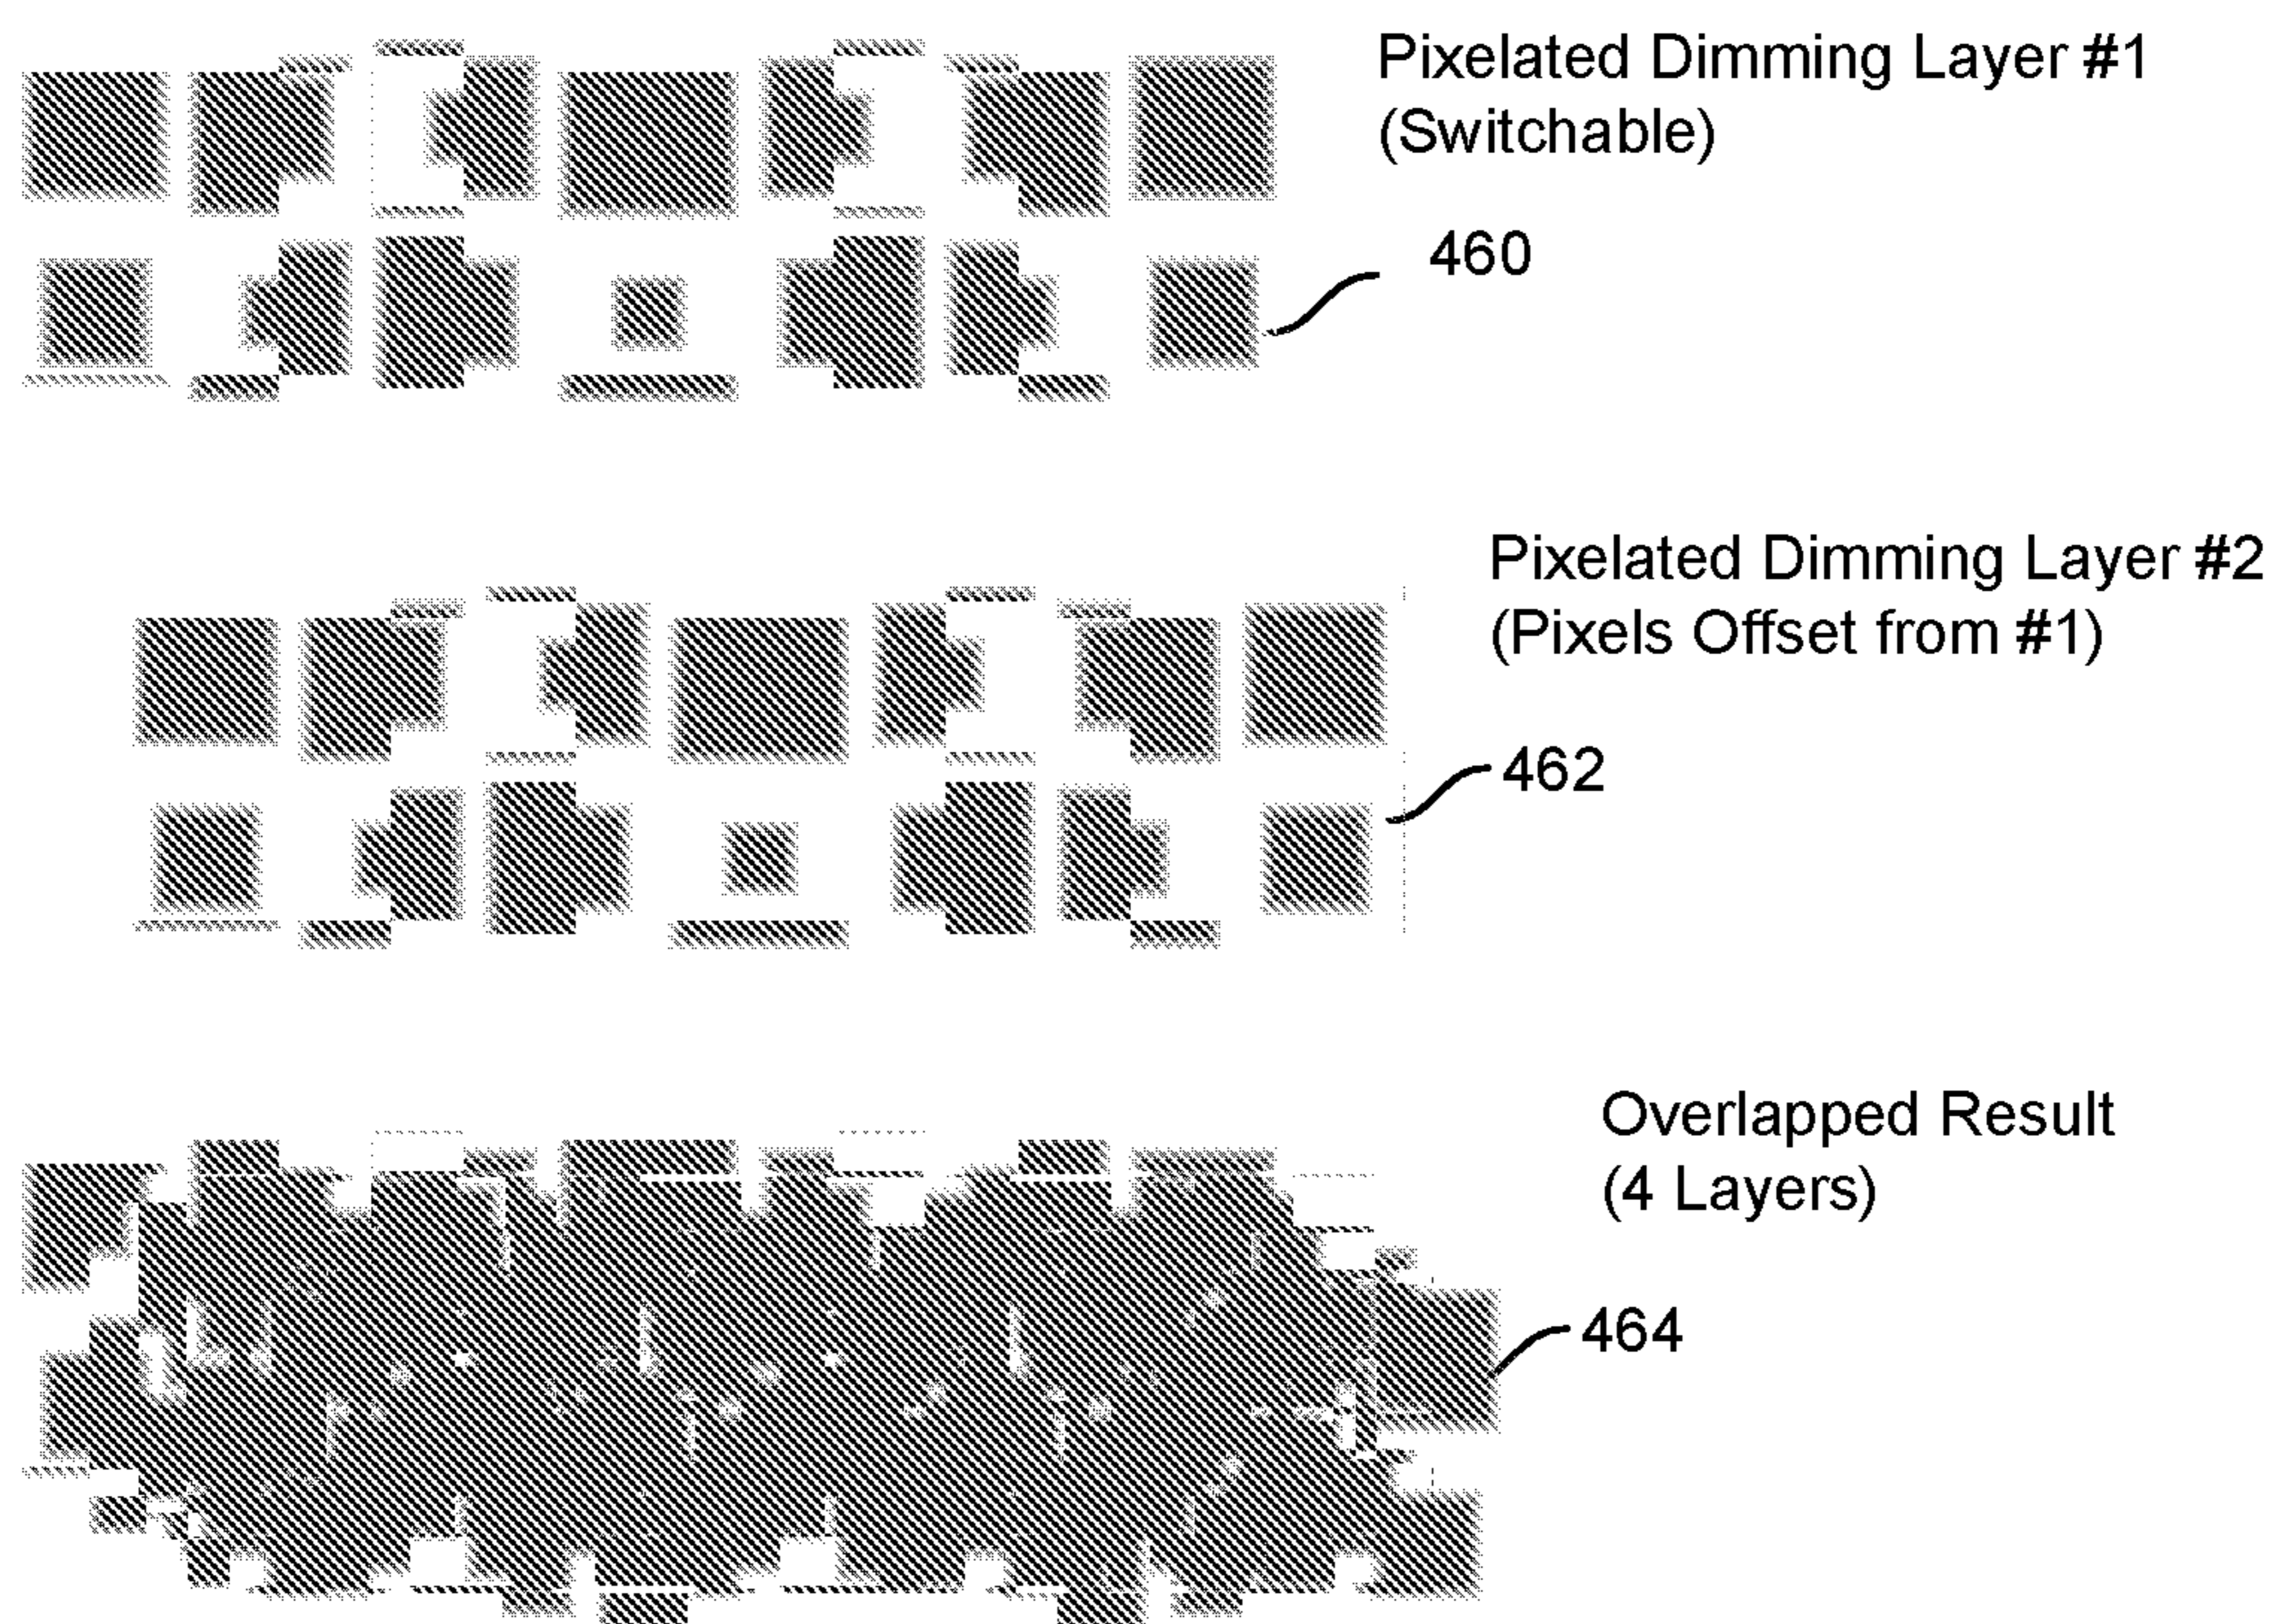 Pixelated Dimming Layer #1
(Switchable)
460
Pixelated Dimming Layer #2
(Pixels Offset from #1)
462
Overlapped Result
(4 Layers)
464